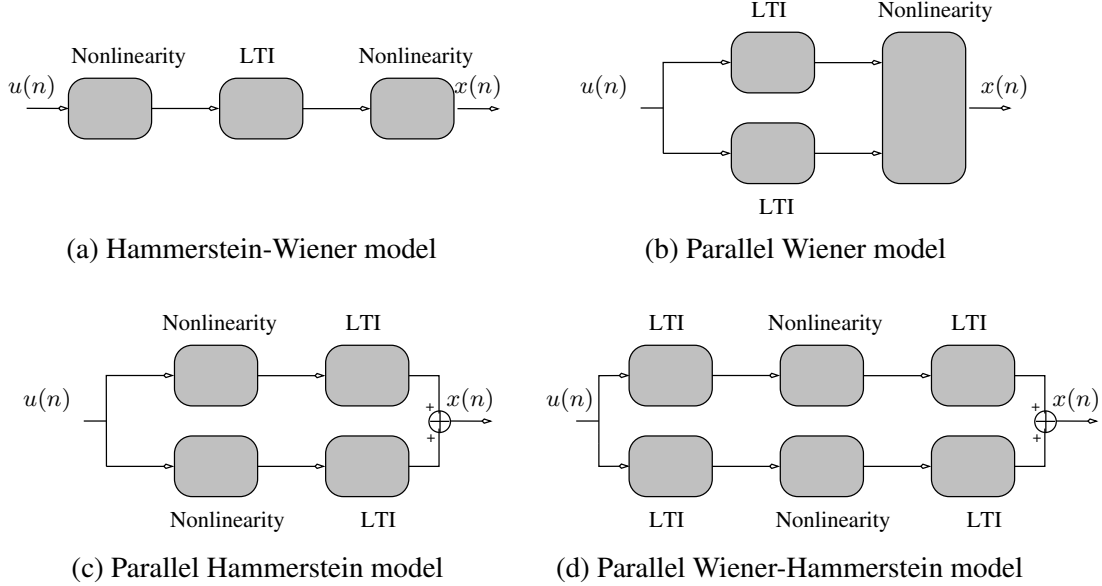 Nonlinearity LTI Nonlinearity
u(n) x(n)
(a) Hammerstein-Wiener model
LTI Nonlinearity
u(n) x(n)
LTI
(b) Parallel Wiener model
Nonlinearity LTI
u(n) x(n)
+
+
Nonlinearity LTI
(c) Parallel Hammerstein model
LTI Nonlinearity LTI
u(n) x(n)
+
+
LTI Nonlinearity LTI
(d) Parallel Wiener-Hammerstein model